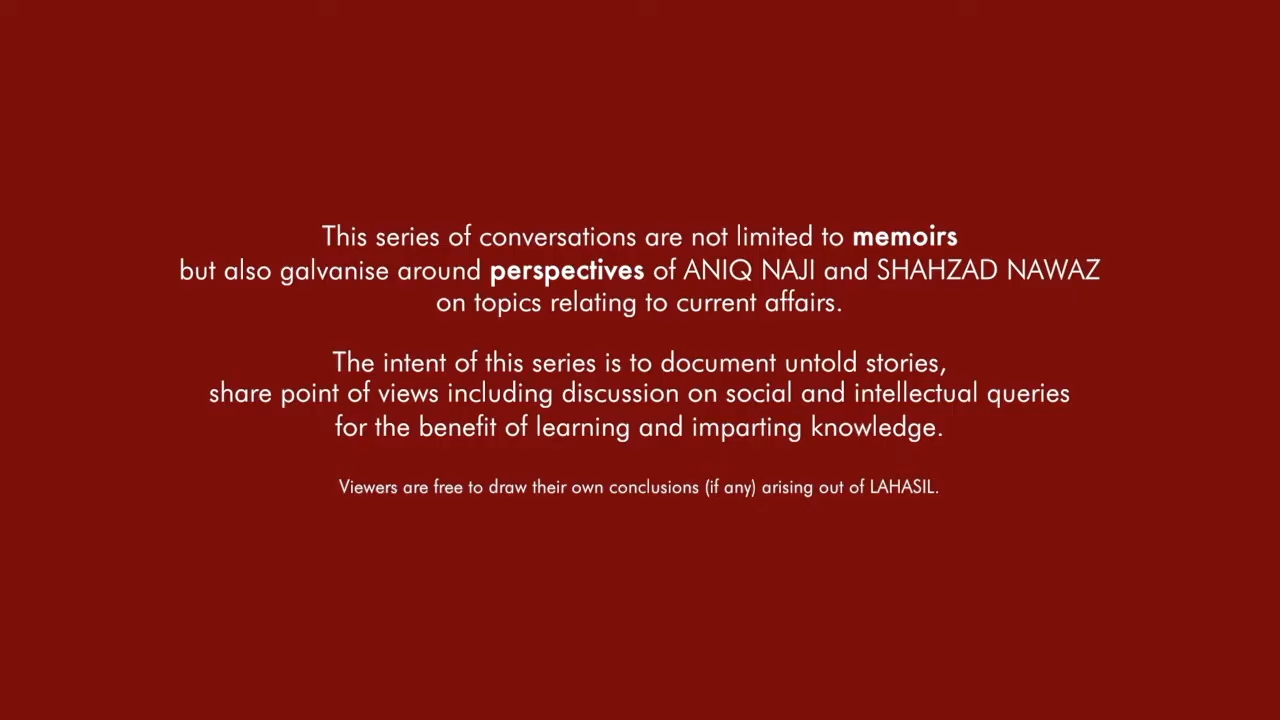 This series of conversations are not limited to memoirs
but also galvanise around perspectives of ANIQ NAJI and SHAHZAD NAWAZ
on topics relating to current affairs.
The intent of this series is to document untold stories,
share point of views including discussion on social and intellectual queries
for the benefit of learning and imparting knowledge.
Viewers are free to draw their own conclusions (if any) arising out of LAHASIL.